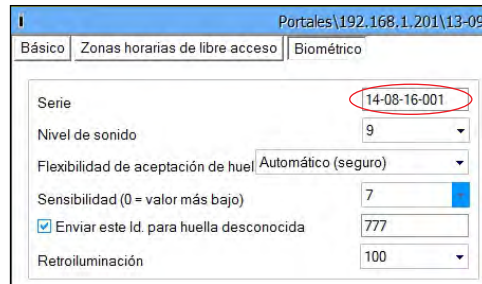 Portales\192.168.1.201\13-09
Básico Zonas horarias de libre acceso Biométrico
Serie 14-08-16-001
Nivel de sonido 9
Flexibilidad de aceptación de huel Automático (seguro)
Sensibilidad (0 = valor más bajo) 7
Enviar este Id. para huella desconocida 777
Retroiluminación 100